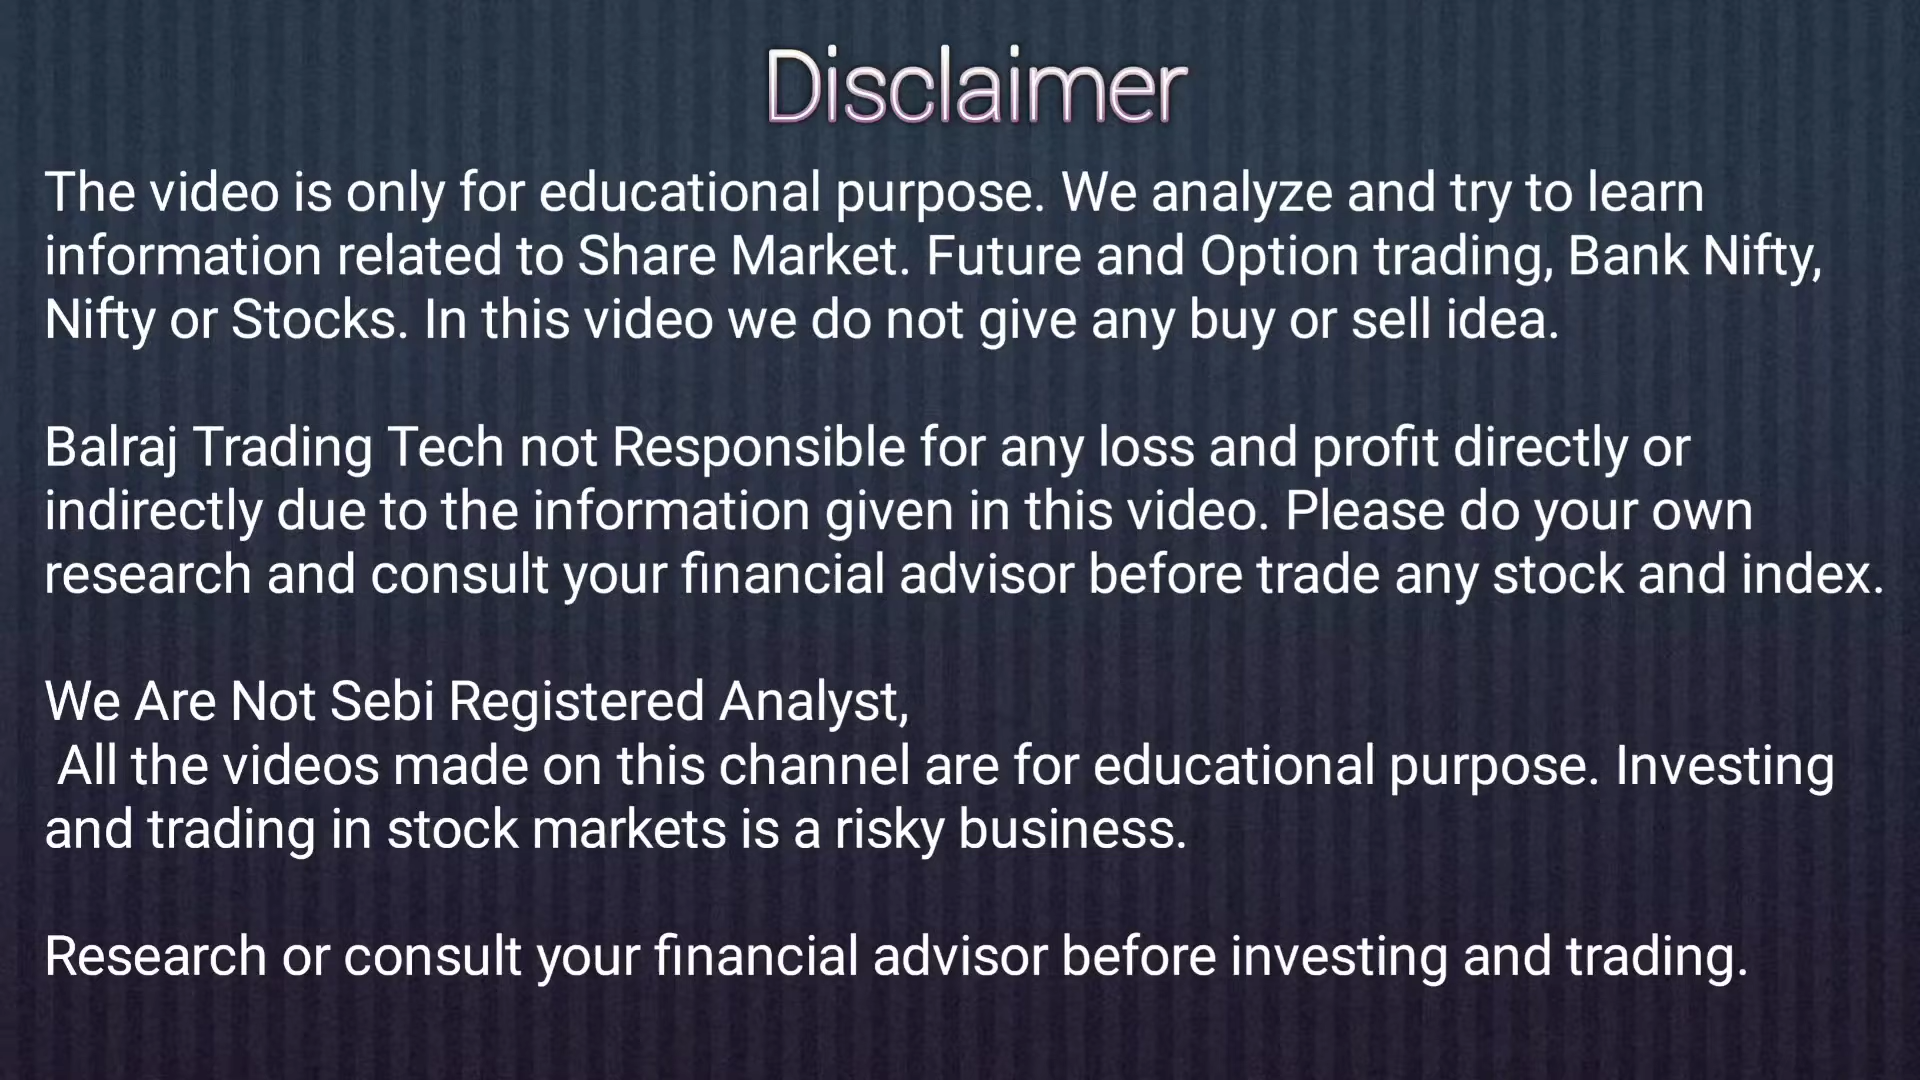 Disclaimer
The video is only for educational purpose. We analyze and try to learn
information related to Share Market. Future and Option trading, Bank Nifty,
Nifty or Stocks. In this video we do not give any buy or sell idea.
Balraj Trading Tech not Responsible for any loss and profit directly or
indirectly due to the information given in this video. Please do your own
research and consult your financial advisor before trade any stock and index.
We Are Not Sebi Registered Analyst,
All the videos made on this channel are for educational purpose. Investing
and trading in stock markets is a risky business.
Research or consult your financial advisor before investing and trading.